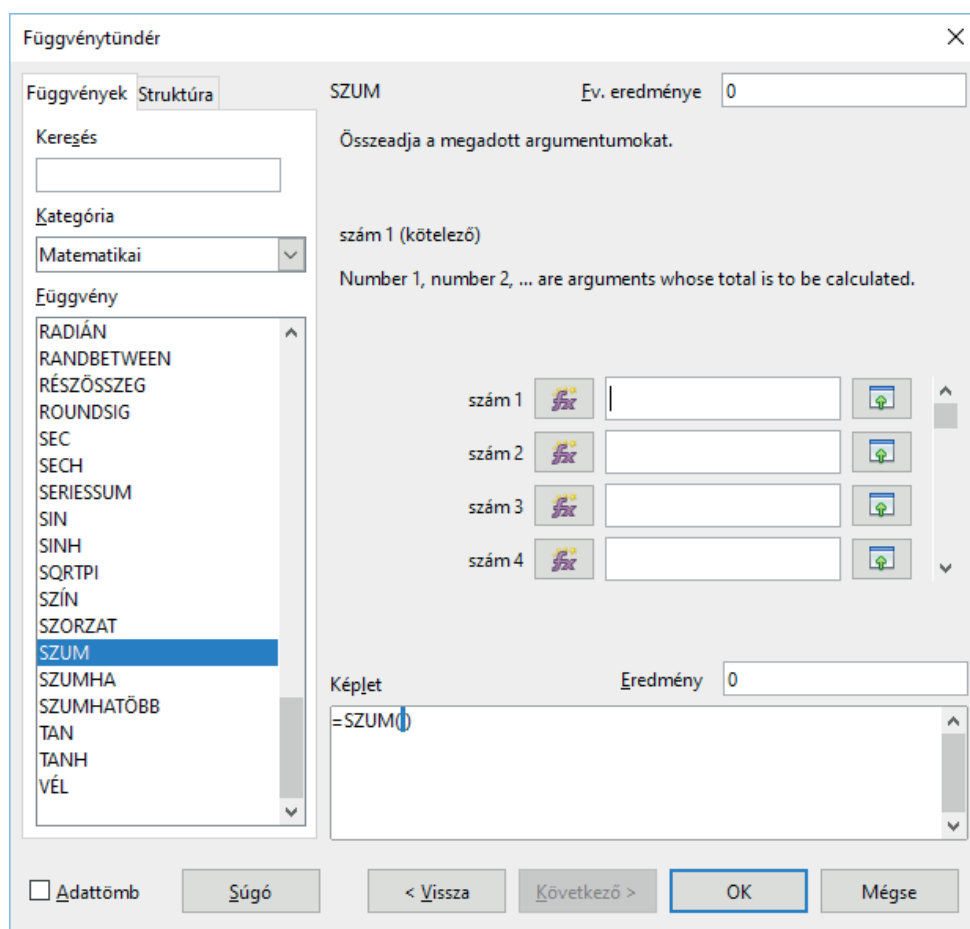 Függvénytündér
Függvények Struktúra
Keresés
Kategória
Matematikai
Függvény
RADIÁN
RANDBETWEEN
RÉSZÖSSZEG
ROUNDSIG
SEC
SECH
SERIESSUM
SIN
SINH
SQRTPI
SZÍN
SZORZAT
SZUM
SZUMHA
SZUMHATÖBB
TAN
TANH
VÉL
SZUM Fv. eredménye 0
Összeadja a megadott argumentumokat.
szám 1 (kötelező)
Number 1, number 2, ... are arguments whose total is to be calculated.
szám 1
szám 2
szám 3
szám 4
Képlet Eredmény 0
=SZUM()
Adattömb Súgó < Vissza Következő > OK Mégse